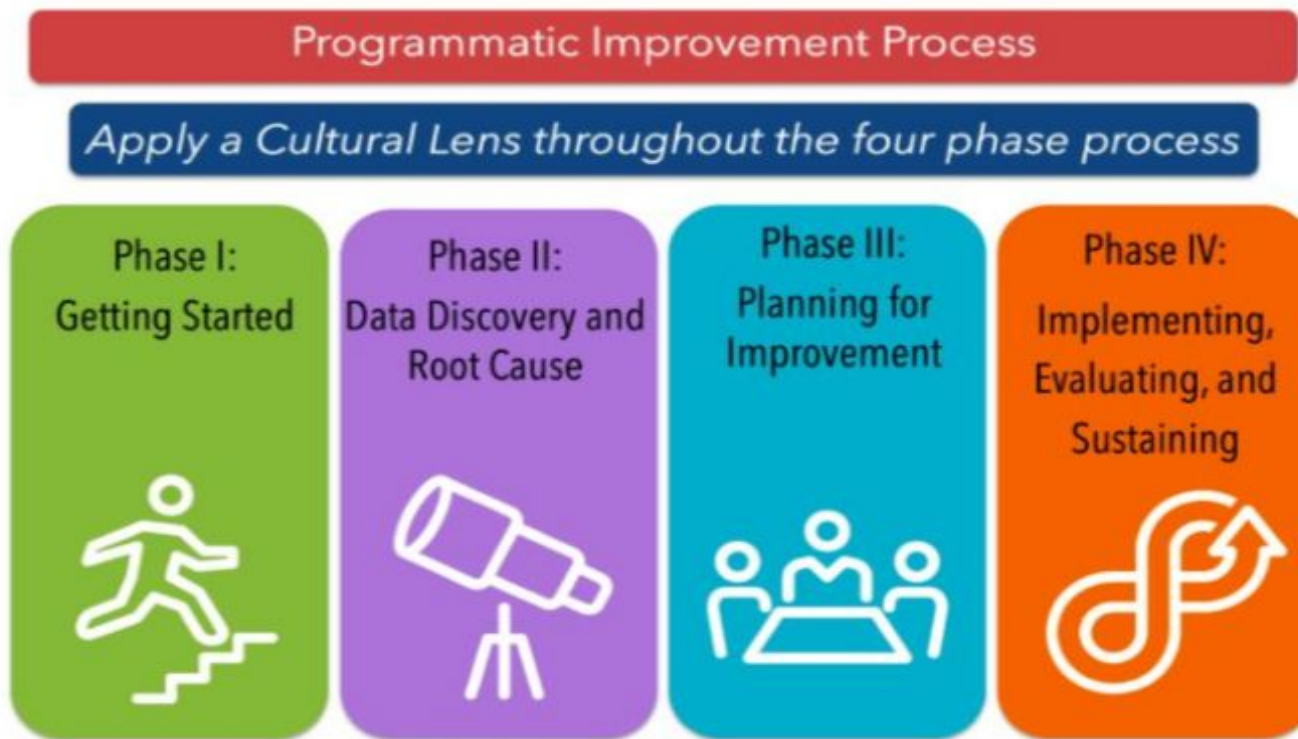 Programmatic Improvement Process
Apply a Cultural Lens throughout the four phase process
Phase I:
Getting Started
Phase II:
Data Discovery and
Root Cause
Phase III:
Planning for
Improvement
Phase IV:
Implementing,
Evaluating, and
Sustaining